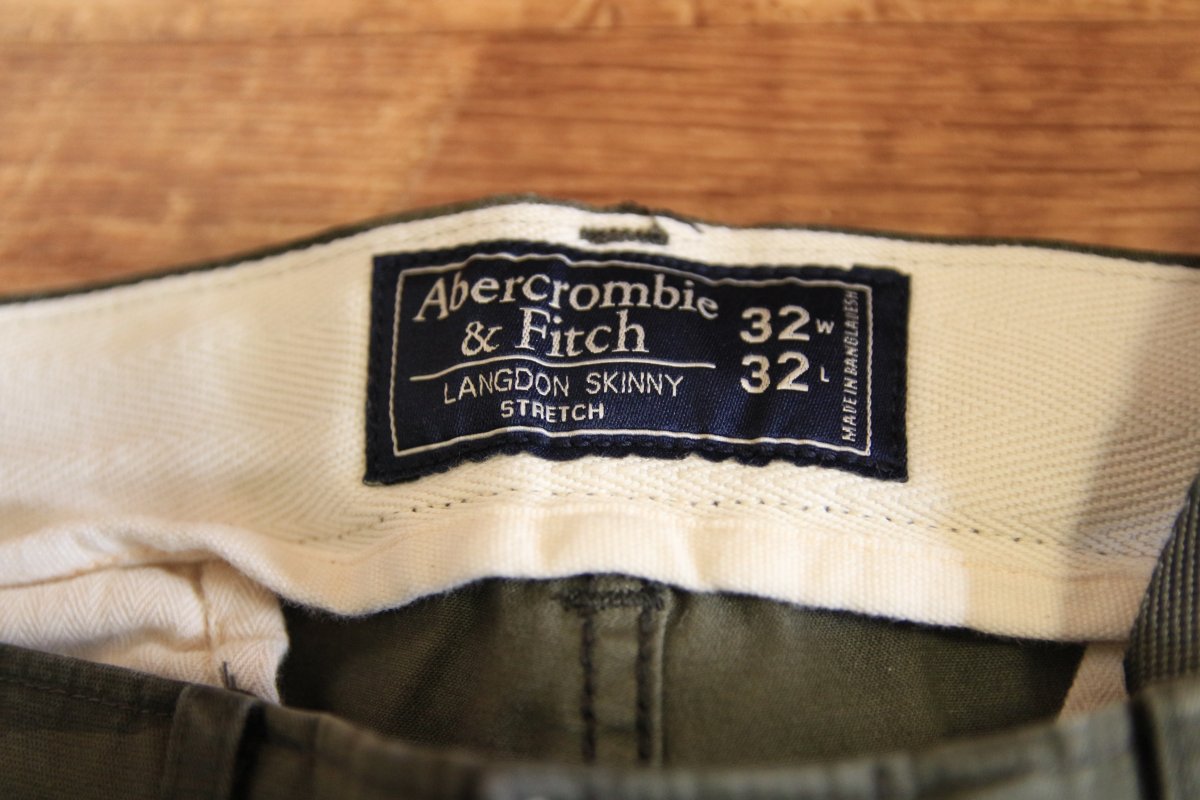 Abercrombie
& Fitch
LANGDON SKINNY
STRETCH
32 W
32 L
MADE IN BANGLADESH